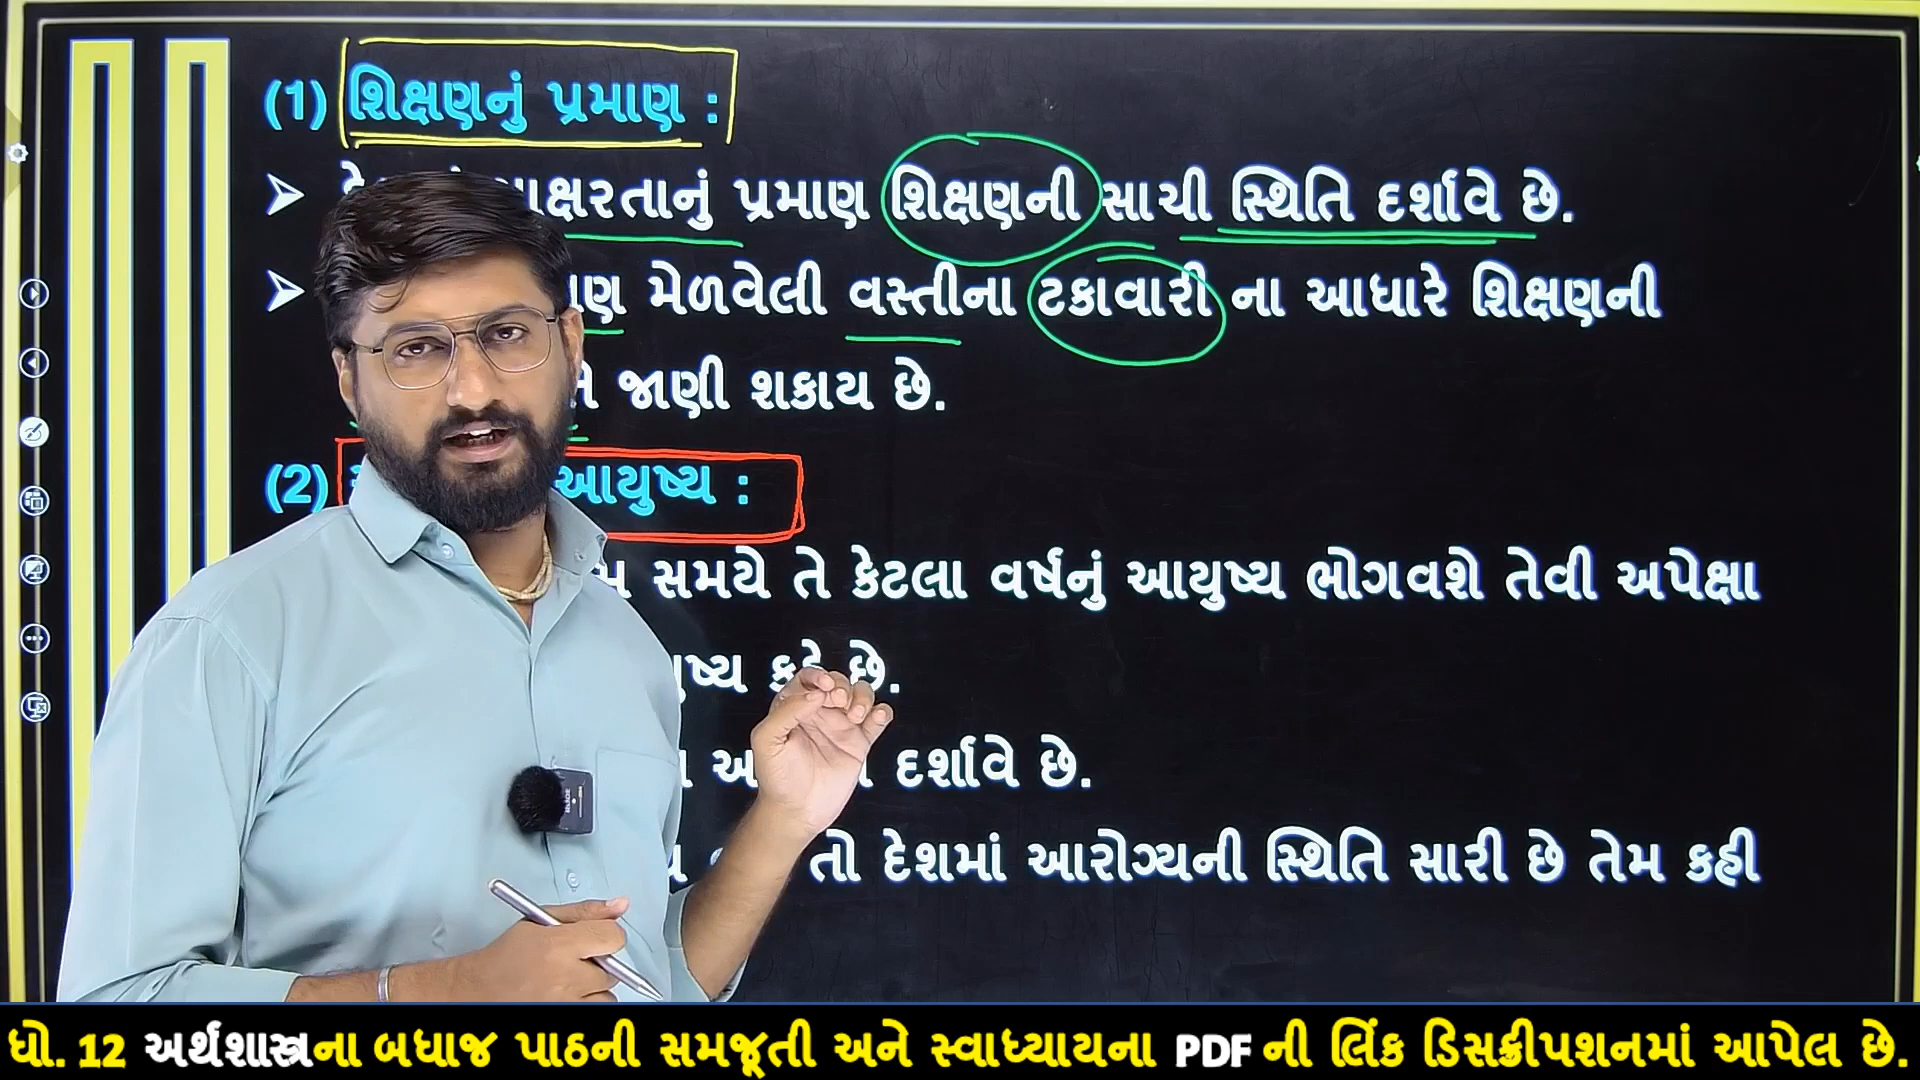 (1) શિક્ષણનું પ્રમાણ :
પ્રમાણ શિક્ષણની સાચી સ્થિતિ દર્શાવે છે.
મેળવેલી વસ્તીના ટકાવારી ના આધારે શિક્ષણની
જાણી શકાય છે.
(2) આયુષ્ય :
સમયે તે કેટલા વર્ષનું આયુષ્ય ભોગવશે તેવી અપેક્ષા
કહે છે.
દર્શાવે છે.
તો દેશમાં આરોગ્યની સ્થિતિ સારી છે તેમ કહી
ધો. 12 અર્થશાસ્ત્રના બધાજ પાઠની સમજૂતી અને સ્વાધ્યાયના PDF ની લિંક ડિસક્રીપશનમાં આપેલ છે.